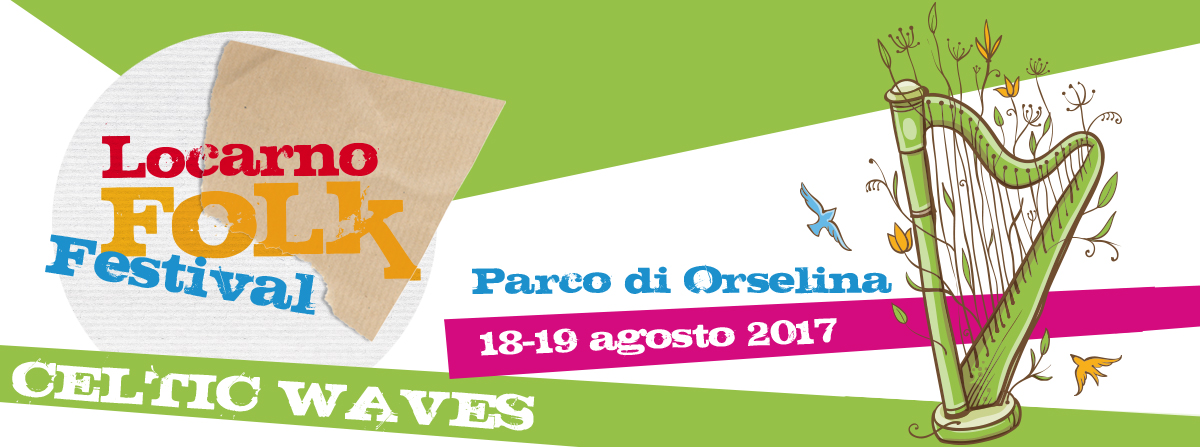 Locarno
FOLK
Festival
Parco di Orselina
18-19 agosto 2017
CELTIC WAVES